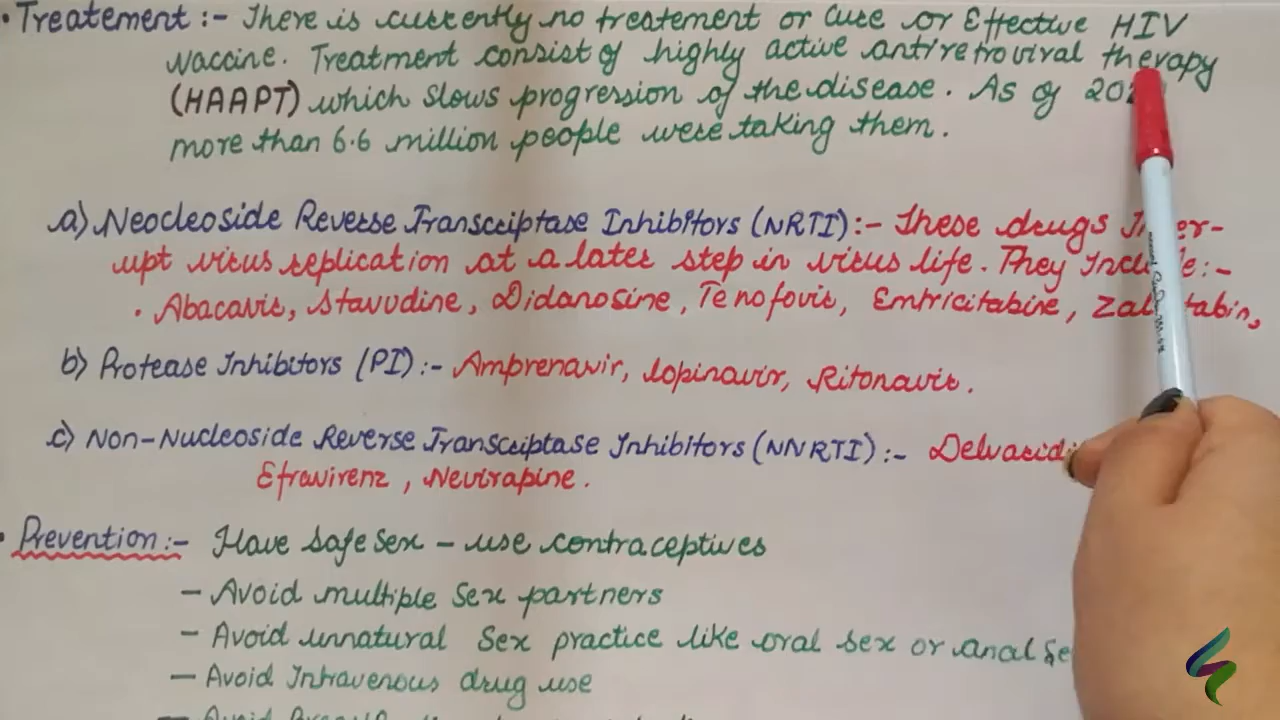 • Treatement :- There is currently no treatement or cure or Effective HIV
vaccine. Treatment consist of highly active antiretroviral therapy
(HAAPT) which slows progression of the disease. As of
more than 6.6 million people were taking them.
a) Neocleoside Reverse Transcriptase Inhibitors (NRTI):- These drugs
upt virus replication at a later step in virus life. They Include:-
• Abacavir, Stavudine, Didanosine, Tenofovir, Emtricitabine,
b) Protease Inhibitors (PI) :- Amprenavir, lopinavir, Ritonavir.
c) Non-Nucleoside Reverse Transcriptase Inhibitors (NNRTI) :-
Efravirenz, Nevirapine.
• Prevention :- Have safe sex - use contraceptives
- Avoid multiple sex partners
- Avoid unnatural sex practice like oral sex or anal
- Avoid Intravenous drug use